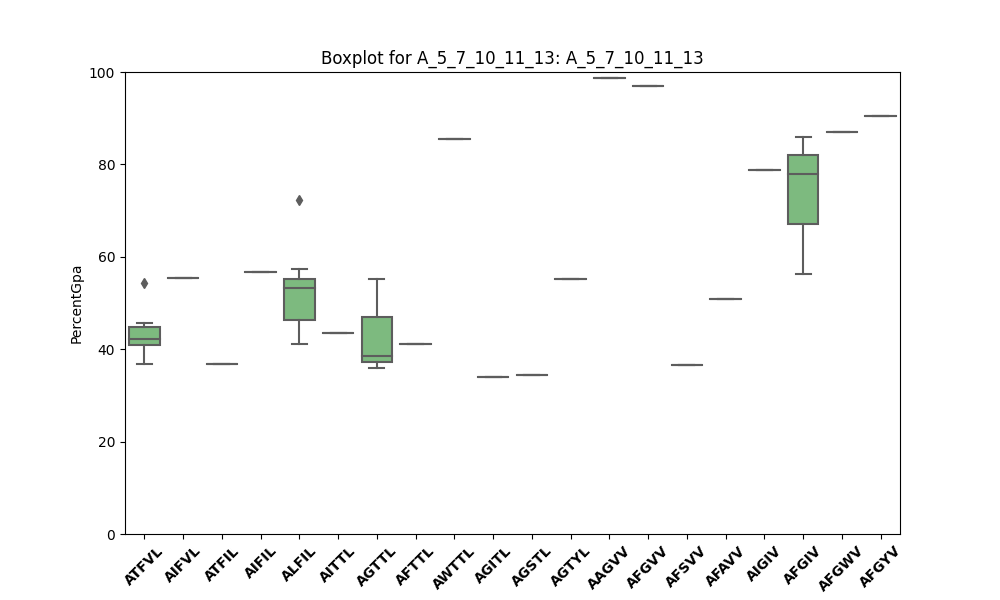 Boxplot for A_5_7_10_11_13: A_5_7_10_11_13
PercentGpa
100
80
60
40
20
0
ATFVL AIFVL ATFIL AIFIL ALFIL AITTL AGTTL AFTTL AWTTL AGITL AGSTL AGTYL AAGVV AFGVV AFSVV AFAVV AIGIV AFGIV AFGWV AFGYV